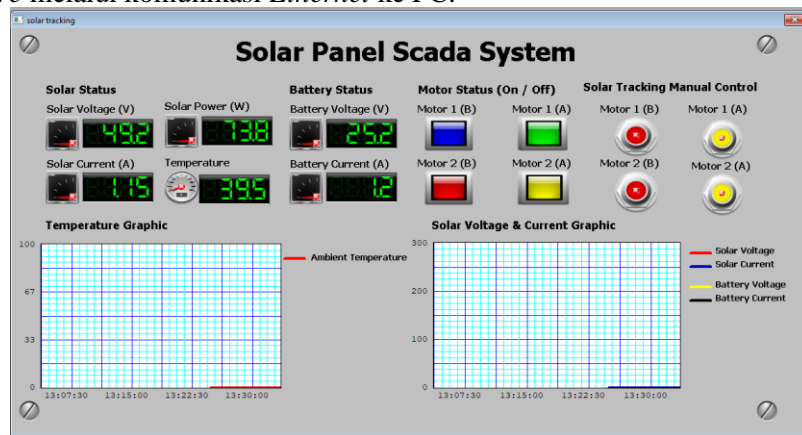 solar tracking
Solar Panel Scada System
Solar Status
Battery Status
Motor Status (On / Off)
Solar Tracking Manual Control
Solar Voltage (V)
Solar Power (W)
Battery Voltage (V)
Motor 1 (B)
Motor 1 (A)
Motor 1 (B)
Motor 1 (A)
49.2
73.8
25.2
Solar Current (A)
Temperature
Battery Current (A)
Motor 2 (B)
Motor 2 (A)
Motor 2 (B)
Motor 2 (A)
1.15
39.5
1.2
Temperature Graphic
100
67
33
0
13:07:30 13:15:00 13:22:30 13:30:00
Ambient Temperature
Solar Voltage & Current Graphic
300
200
100
0
13:07:30 13:15:00 13:22:30 13:30:00
Solar Voltage
Solar Current
Battery Voltage
Battery Current